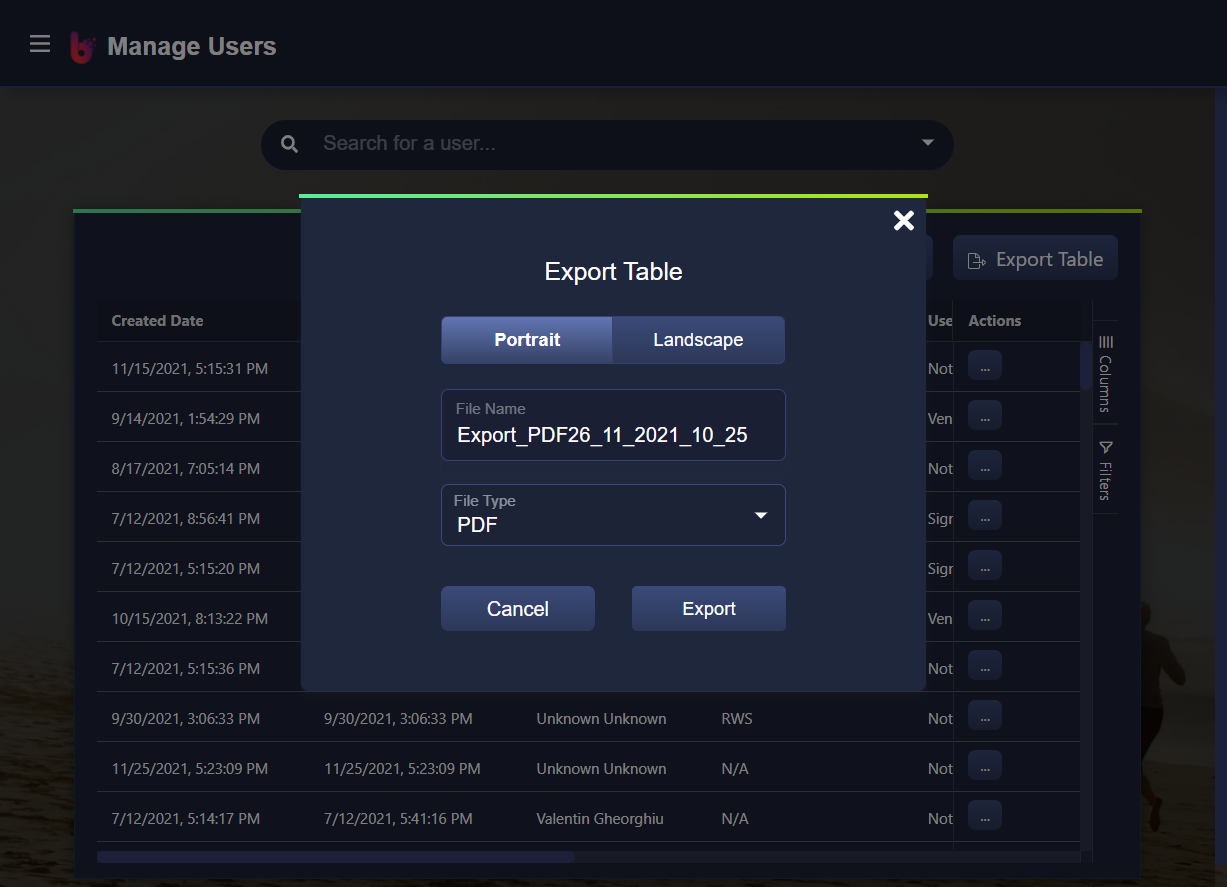 Manage Users
Search for a user...
Export Table
Export Table
Portrait Landscape
File Name
Export_PDF26_11_2021_10_25
File Type
PDF
Cancel Export
Created Date Use Actions
11/15/2021, 5:15:31 PM Not ...
9/14/2021, 1:54:29 PM Ven ...
8/17/2021, 7:05:14 PM Not ...
7/12/2021, 8:56:41 PM Sigr ...
7/12/2021, 5:15:20 PM Sigr ...
10/15/2021, 8:13:22 PM Ven ...
7/12/2021, 5:15:36 PM Not ...
9/30/2021, 3:06:33 PM 9/30/2021, 3:06:33 PM Unknown Unknown RWS Not ...
11/25/2021, 5:23:09 PM 11/25/2021, 5:23:09 PM Unknown Unknown N/A Not ...
7/12/2021, 5:14:17 PM 7/12/2021, 5:41:16 PM Valentin Gheorghiu N/A Not ...
Columns
Filters